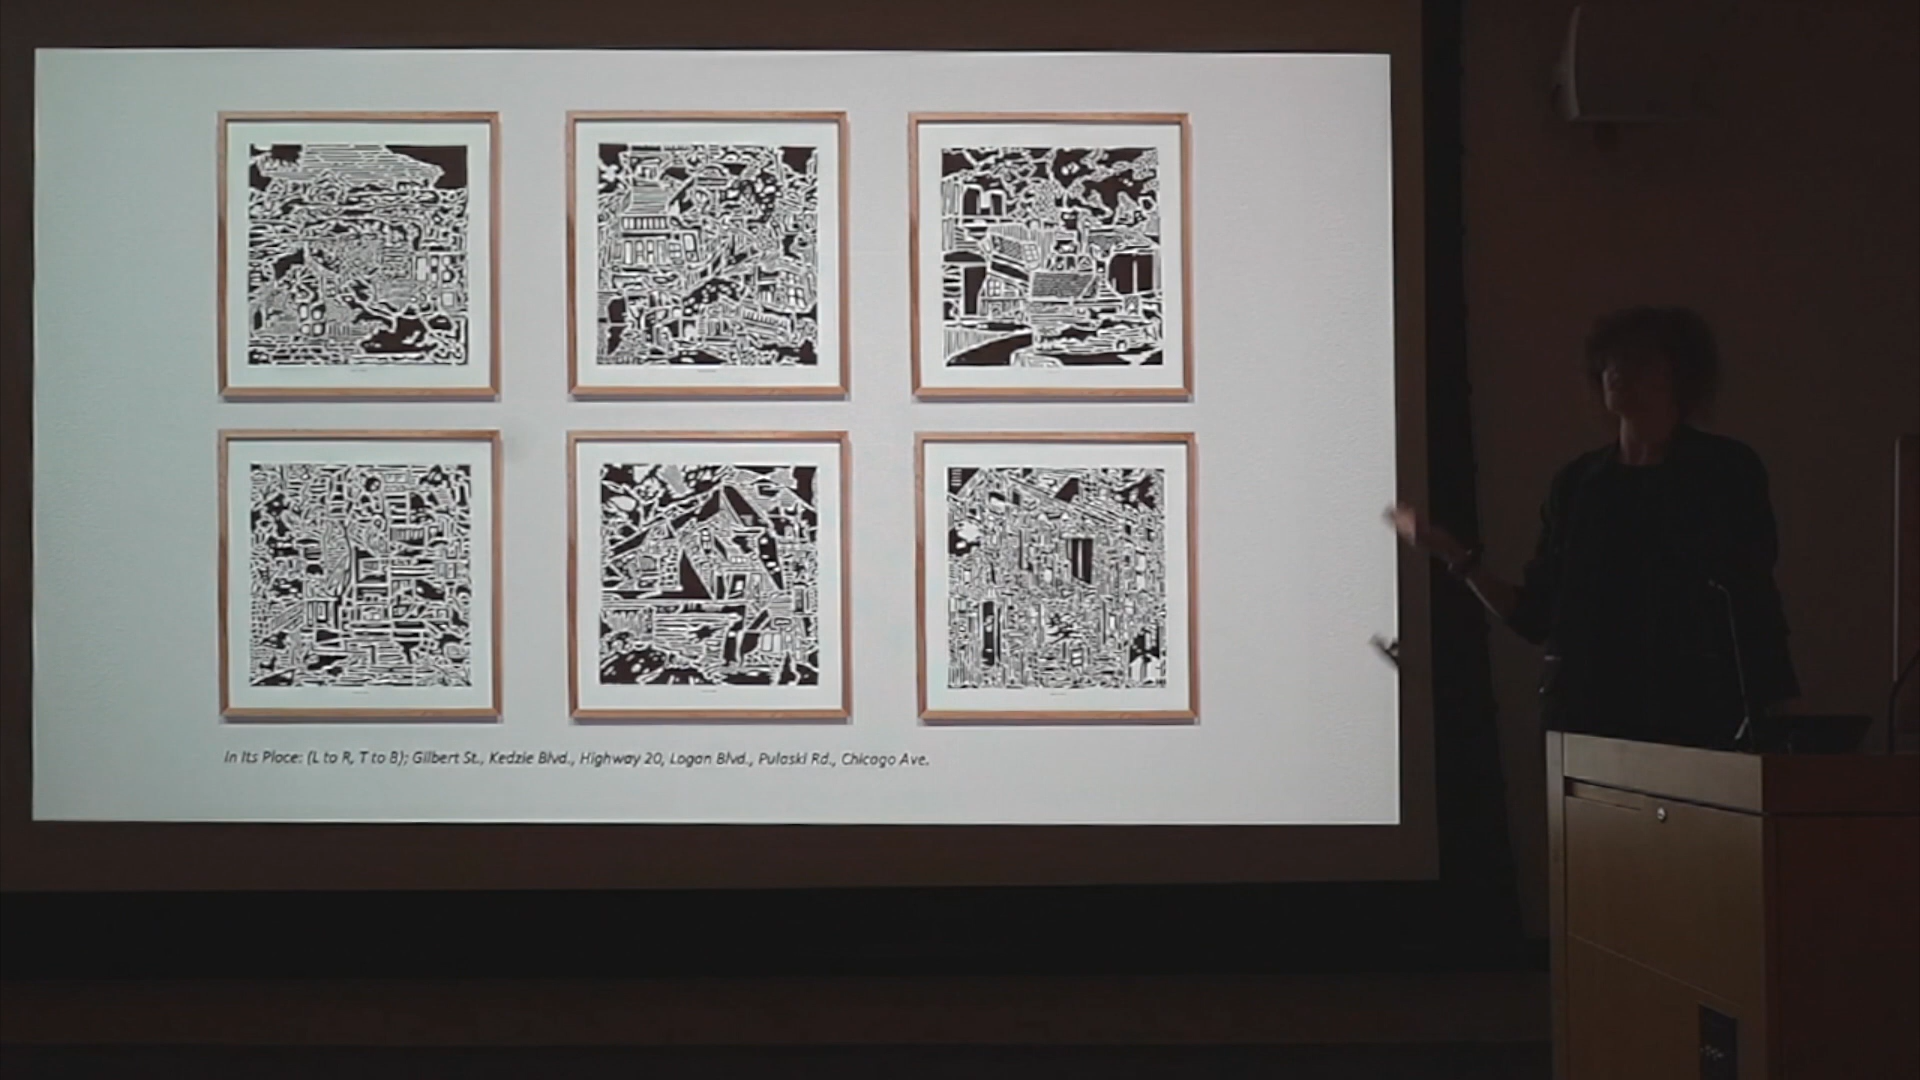 In Its Place: (L to R, T to B); Gilbert St., Kedzie Blvd., Highway 20, Logan Blvd., Pulaski Rd., Chicago Ave.